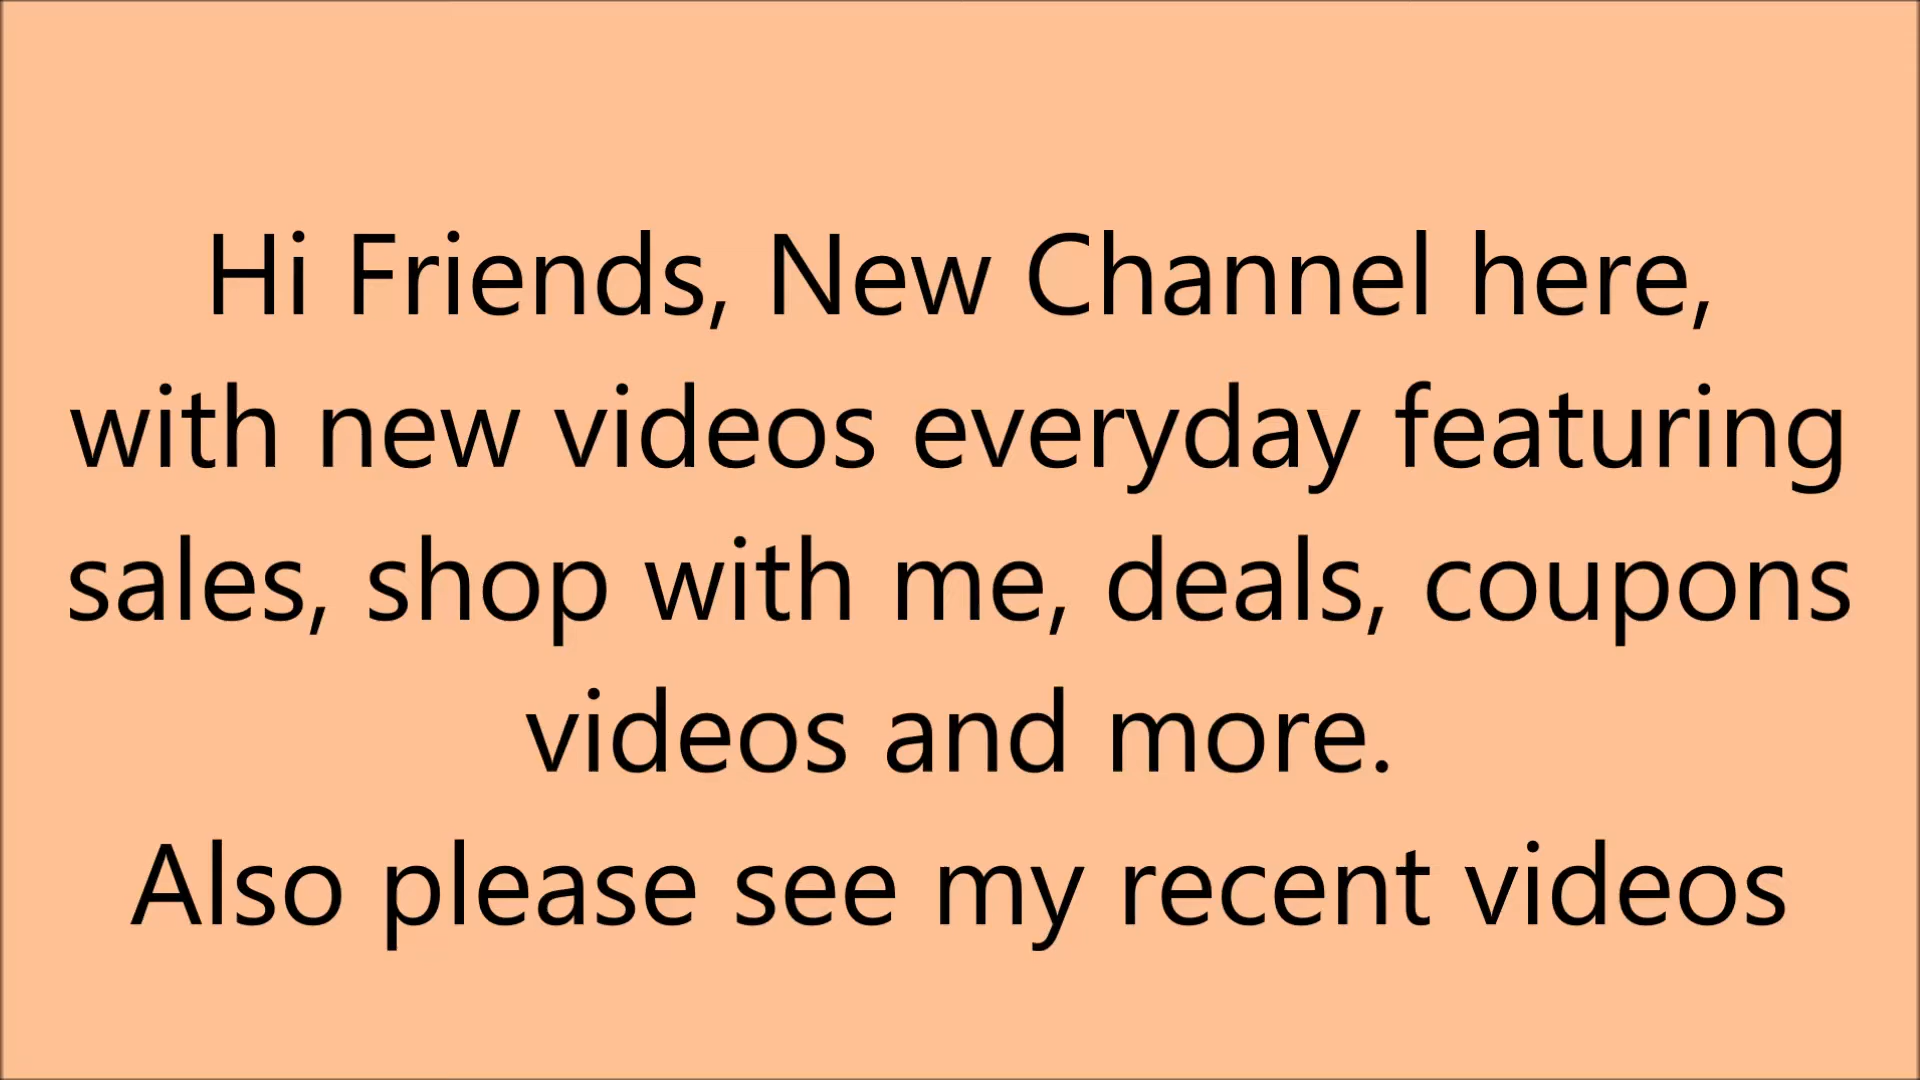 Hi Friends, New Channel here,
with new videos everyday featuring
sales, shop with me, deals, coupons
videos and more.
Also please see my recent videos